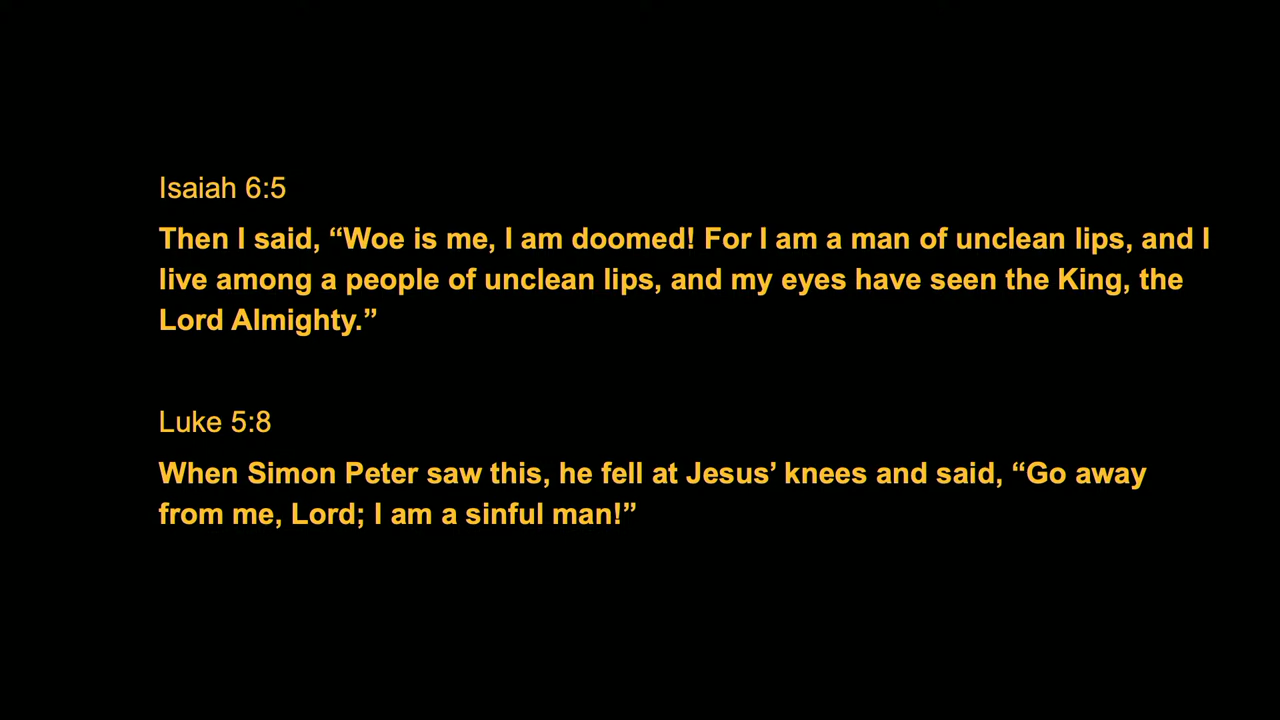 Isaiah 6:5
Then I said, “Woe is me, I am doomed! For I am a man of unclean lips, and I
live among a people of unclean lips, and my eyes have seen the King, the
Lord Almighty.”
Luke 5:8
When Simon Peter saw this, he fell at Jesus’ knees and said, “Go away
from me, Lord; I am a sinful man!”